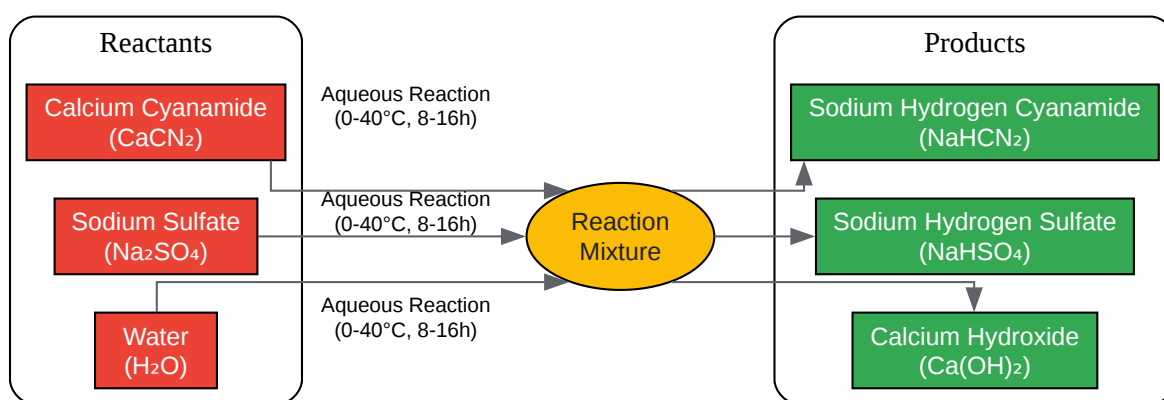 Reactants
Calcium Cyanamide
(CaCN₂)
Sodium Sulfate
(Na₂SO₄)
Water
(H₂O)
Aqueous Reaction
(0-40°C, 8-16h)
Aqueous Reaction
(0-40°C, 8-16h)
Aqueous Reaction
(0-40°C, 8-16h)
Reaction
Mixture
Products
Sodium Hydrogen Cyanamide
(NaHCN₂)
Sodium Hydrogen Sulfate
(NaHSO₄)
Calcium Hydroxide
(Ca(OH)₂)